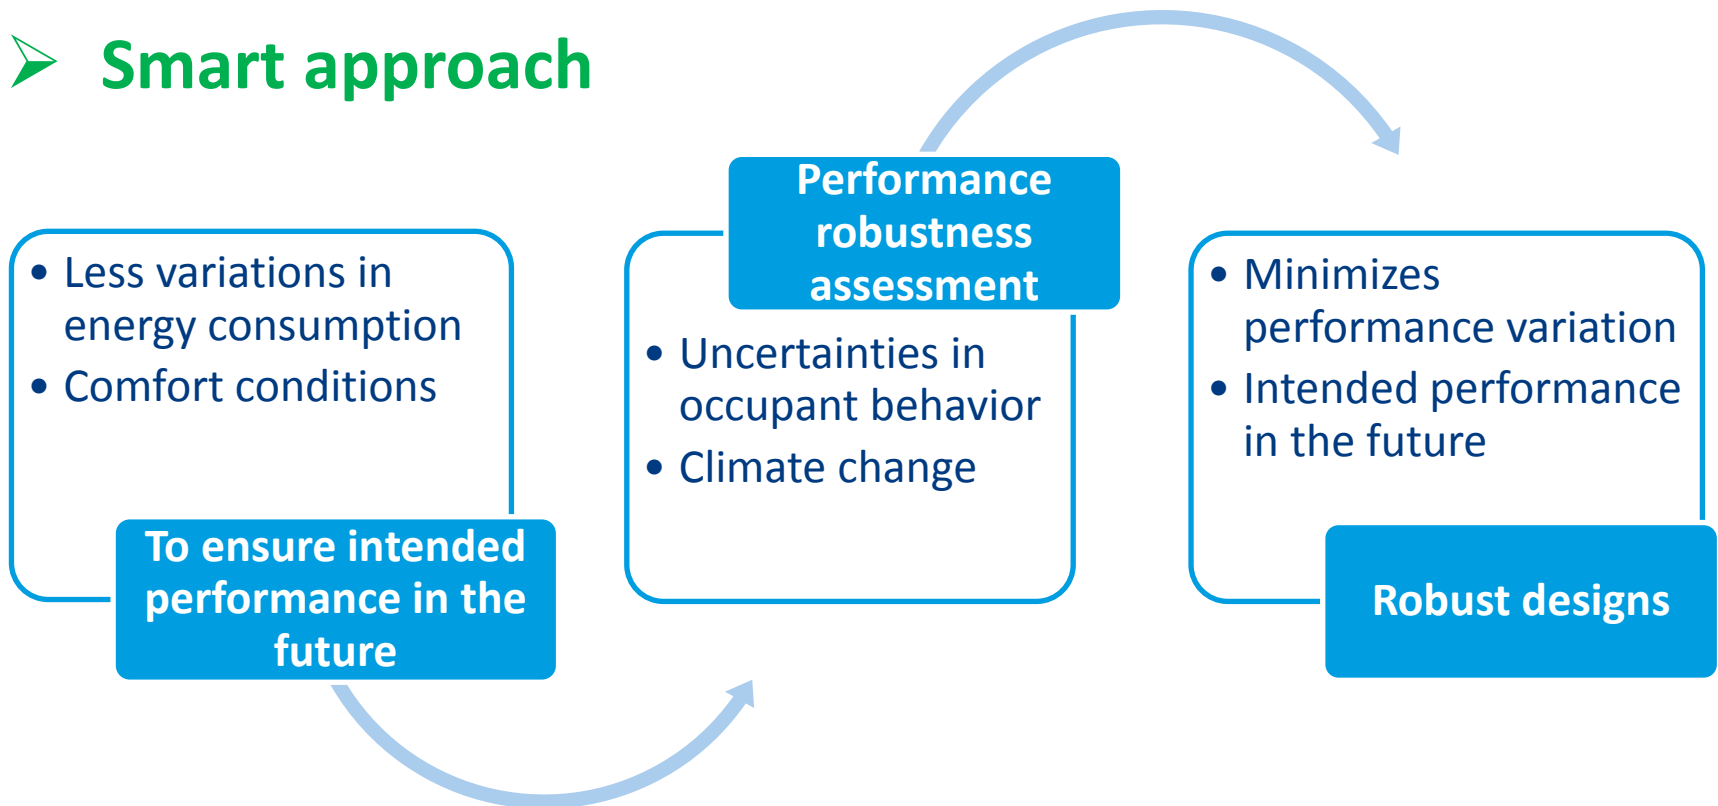 ➢ Smart approach
• Less variations in
energy consumption
• Comfort conditions
To ensure intended
performance in the
future
Performance
robustness
assessment
• Uncertainties in
occupant behavior
• Climate change
• Minimizes
performance variation
• Intended performance
in the future
Robust designs